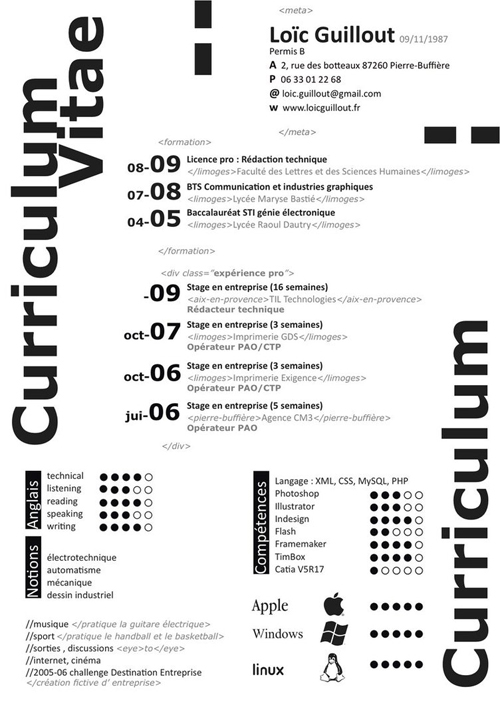 Curriculum
Vitae
<meta>
Loïc Guillout 09/11/1987
Permis B
A 2, rue des botteaux 87260 Pierre-Buffière
P 06 33 01 22 68
@ loic.guillout@gmail.com
w www.loicguillout.fr
</meta>
<formation>
08-09 Licence pro : Rédaction technique
</limoges>Faculté des Lettres et des Sciences Humaines</limoges>
07-08 BTS Communication et industries graphiques
<limoges>Lycée Maryse Bastié</limoges>
04-05 Baccalauréat STI génie électronique
<limoges>Lycée Raoul Dautry</limoges>
</formation>
<div class="expérience pro">
-09 Stage en entreprise (16 semaines)
<aix-en-provence>TIL Technologies</aix-en-provence>
Rédacteur technique
oct-07 Stage en entreprise (3 semaines)
<limoges>Imprimerie GDS</limoges>
Opérateur PAO/CTP
oct-06 Stage en entreprise (3 semaines)
<limoges>Imprimerie Exigence</limoges>
Opérateur PAO/CTP
jui-06 Stage en entreprise (5 semaines)
<pierre-buffière>Agence CM3</pierre-buffière>
Opérateur PAO
</div>
Anglais
technical
listening
reading
speaking
writing
Notions
électrotechnique
automatisme
mécanique
dessin industriel
//musique </pratique la guitare électrique>
//sport </pratique le handball et le basketball>
//sorties , discussions <eye>to</eye>
//internet, cinéma
//2005-06 challenge Destination Entreprise
</création fictive d' entreprise>
Compétences
Langage : XML, CSS, MySQL, PHP
Photoshop
Illustrator
Indesign
Flash
Framemaker
TimBox
Catia V5R17
Apple
Windows
linux
Curriculum